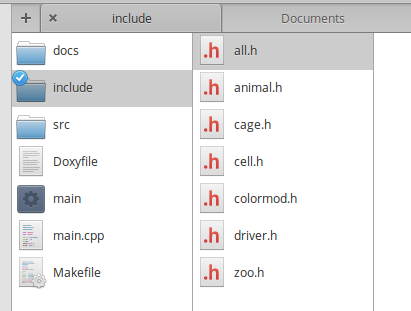 include
Documents
docs
include
src
Doxyfile
main
main.cpp
Makefile
.h all.h
.h animal.h
.h cage.h
.h cell.h
.h colormod.h
.h driver.h
.h zoo.h